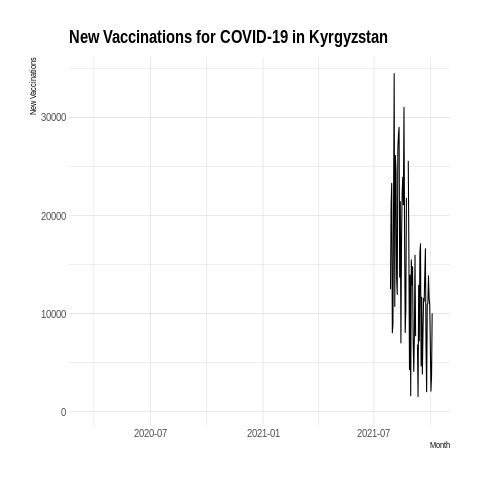 New Vaccinations for COVID-19 in Kyrgyzstan
New Vaccinations
30000
20000
10000
0
2020-07 2021-01 2021-07
Month